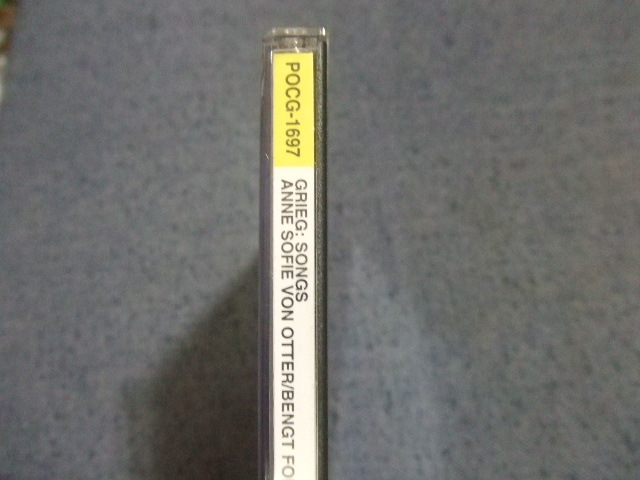 POCG-1697
GRIEG: SONGS
ANNE SOFIE VON OTTER/BENGT FO